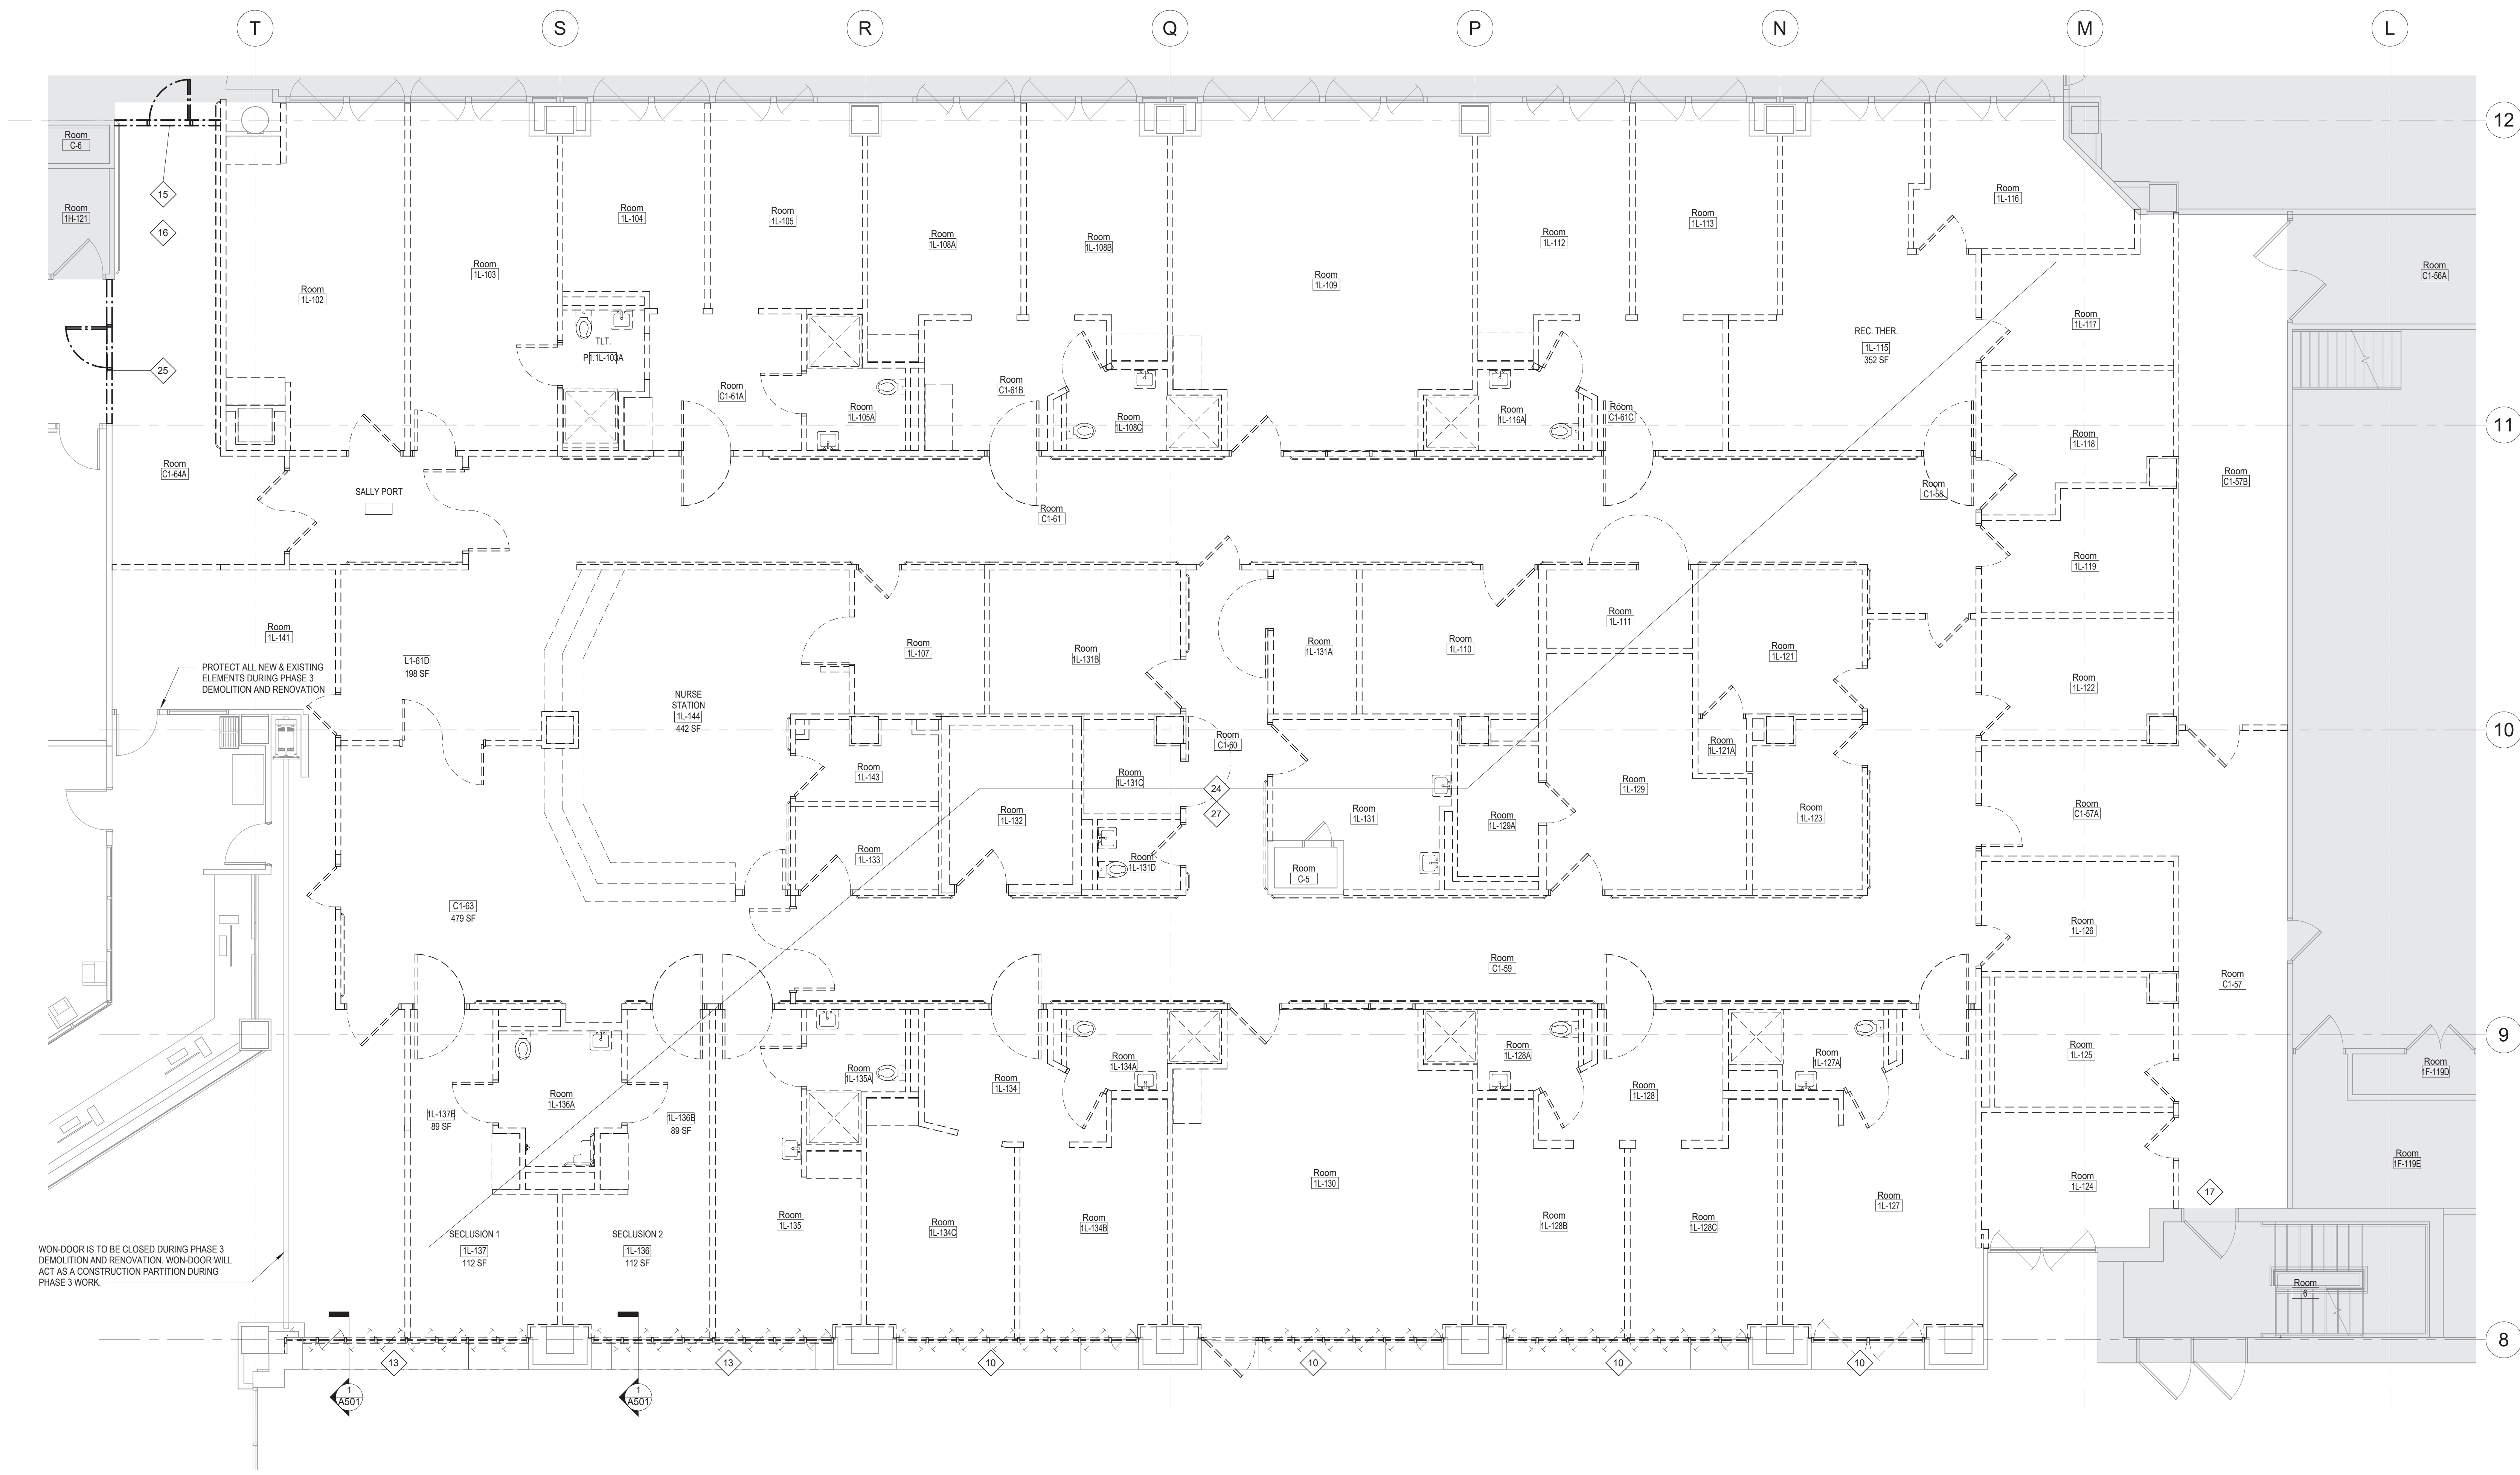 T
S
R
Q
P
N
M
L
12
Room
C-6
15
Room
1H-121
16
Room
1L-104
Room
1L-105
Room
1L-108A
Room
1L-108B
Room
1L-112
Room
1L-113
Room
1L-116
Room
1L-102
Room
1L-103
Room
1L-109
Room
C1-56A
Room
1L-117
REC. THER.
1L-115
352 SF
TLT.
P1.1L-103A
25
Room
C1-61A
Room
C1-61B
Room
1L-105A
Room
1L-108C
Room
1L-116A
Room
C1-61C
11
Room
1L-118
Room
C1-64A
SALLY PORT
Room
C1-61
Room
C1-58
Room
C1-57B
Room
1L-119
Room
1L-141
L1-61D
198 SF
Room
1L-107
Room
1L-131B
Room
1L-131A
Room
1L-110
Room
1L-111
Room
1L-121
PROTECT ALL NEW & EXISTING
ELEMENTS DURING PHASE 3
DEMOLITION AND RENOVATION
NURSE
STATION
1L-144
442 SF
Room
1L-122
10
Room
C1-60
Room
1L-121A
Room
1L-143
Room
1L-131C
24
27
Room
1L-132
Room
1L-131
Room
1L-129A
Room
1L-129
Room
1L-123
Room
C1-57A
Room
1L-133
Room
1L-131D
Room
C-5
C1-63
479 SF
Room
1L-126
Room
C1-59
Room
C1-57
9
Room
1L-136A
Room
1L-135A
Room
1L-134
Room
1L-134A
Room
1L-128A
Room
1L-128
Room
1L-127A
Room
1L-125
Room
1F-119D
1L-137B
89 SF
1L-136B
89 SF
Room
1L-130
Room
1F-119E
Room
1L-124
17
SECLUSION 1
1L-137
112 SF
SECLUSION 2
1L-136
112 SF
Room
1L-135
Room
1L-134C
Room
1L-134B
Room
1L-128B
Room
1L-128C
Room
1L-127
WON-DOOR IS TO BE CLOSED DURING PHASE 3
DEMOLITION AND RENOVATION. WON-DOOR WILL
ACT AS A CONSTRUCTION PARTITION DURING
PHASE 3 WORK.
Room
6
8
13
13
10
10
10
10
1
A501
1
A501